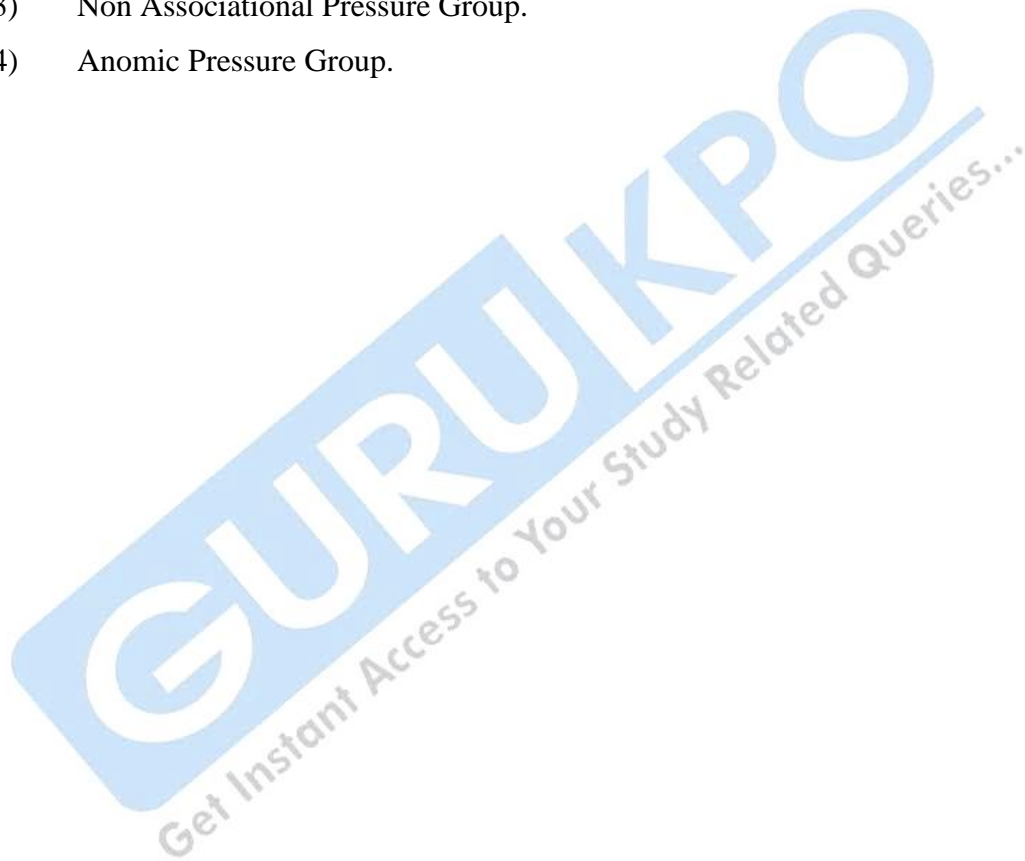 3) Non Associational Pressure Group.
4) Anomic Pressure Group.
GURUKPO
Get Instant Access to Your Study Related Queries...